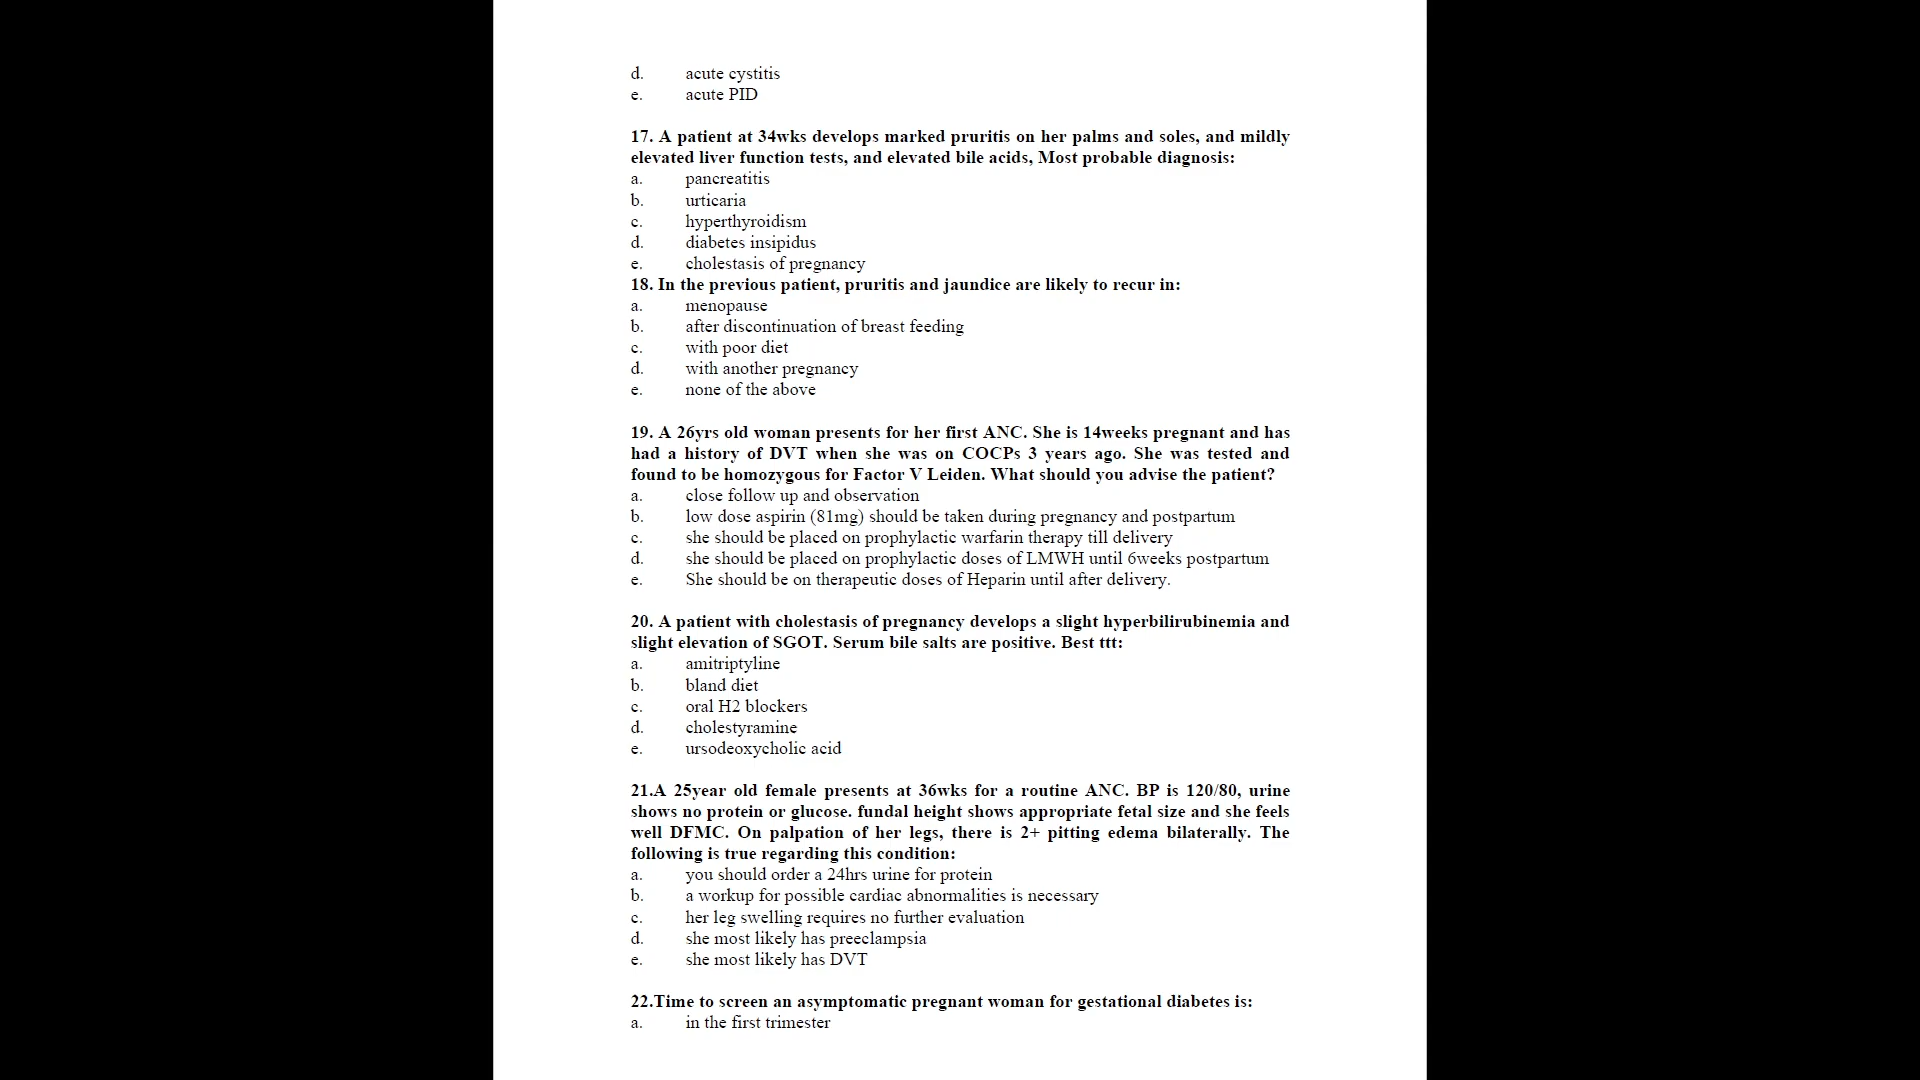 d. acute cystitis
e. acute PID
17. A patient at 34wks develops marked pruritis on her palms and soles, and mildly
elevated liver function tests, and elevated bile acids, Most probable diagnosis:
a. pancreatitis
b. urticaria
c. hyperthyroidism
d. diabetes insipidus
e. cholestasis of pregnancy
18. In the previous patient, pruritis and jaundice are likely to recur in:
a. menopause
b. after discontinuation of breast feeding
c. with poor diet
d. with another pregnancy
e. none of the above
19. A 26yrs old woman presents for her first ANC. She is 14weeks pregnant and has
had a history of DVT when she was on COCPs 3 years ago. She was tested and
found to be homozygous for Factor V Leiden. What should you advise the patient?
a. close follow up and observation
b. low dose aspirin (81mg) should be taken during pregnancy and postpartum
c. she should be placed on prophylactic warfarin therapy till delivery
d. she should be placed on prophylactic doses of LMWH until 6weeks postpartum
e. She should be on therapeutic doses of Heparin until after delivery.
20. A patient with cholestasis of pregnancy develops a slight hyperbilirubinemia and
slight elevation of SGOT. Serum bile salts are positive. Best ttt:
a. amitriptyline
b. bland diet
c. oral H2 blockers
d. cholestyramine
e. ursodeoxycholic acid
21.A 25year old female presents at 36wks for a routine ANC. BP is 120/80, urine
shows no protein or glucose. fundal height shows appropriate fetal size and she feels
well DFMC. On palpation of her legs, there is 2+ pitting edema bilaterally. The
following is true regarding this condition:
a. you should order a 24hrs urine for protein
b. a workup for possible cardiac abnormalities is necessary
c. her leg swelling requires no further evaluation
d. she most likely has preeclampsia
e. she most likely has DVT
22.Time to screen an asymptomatic pregnant woman for gestational diabetes is:
a. in the first trimester